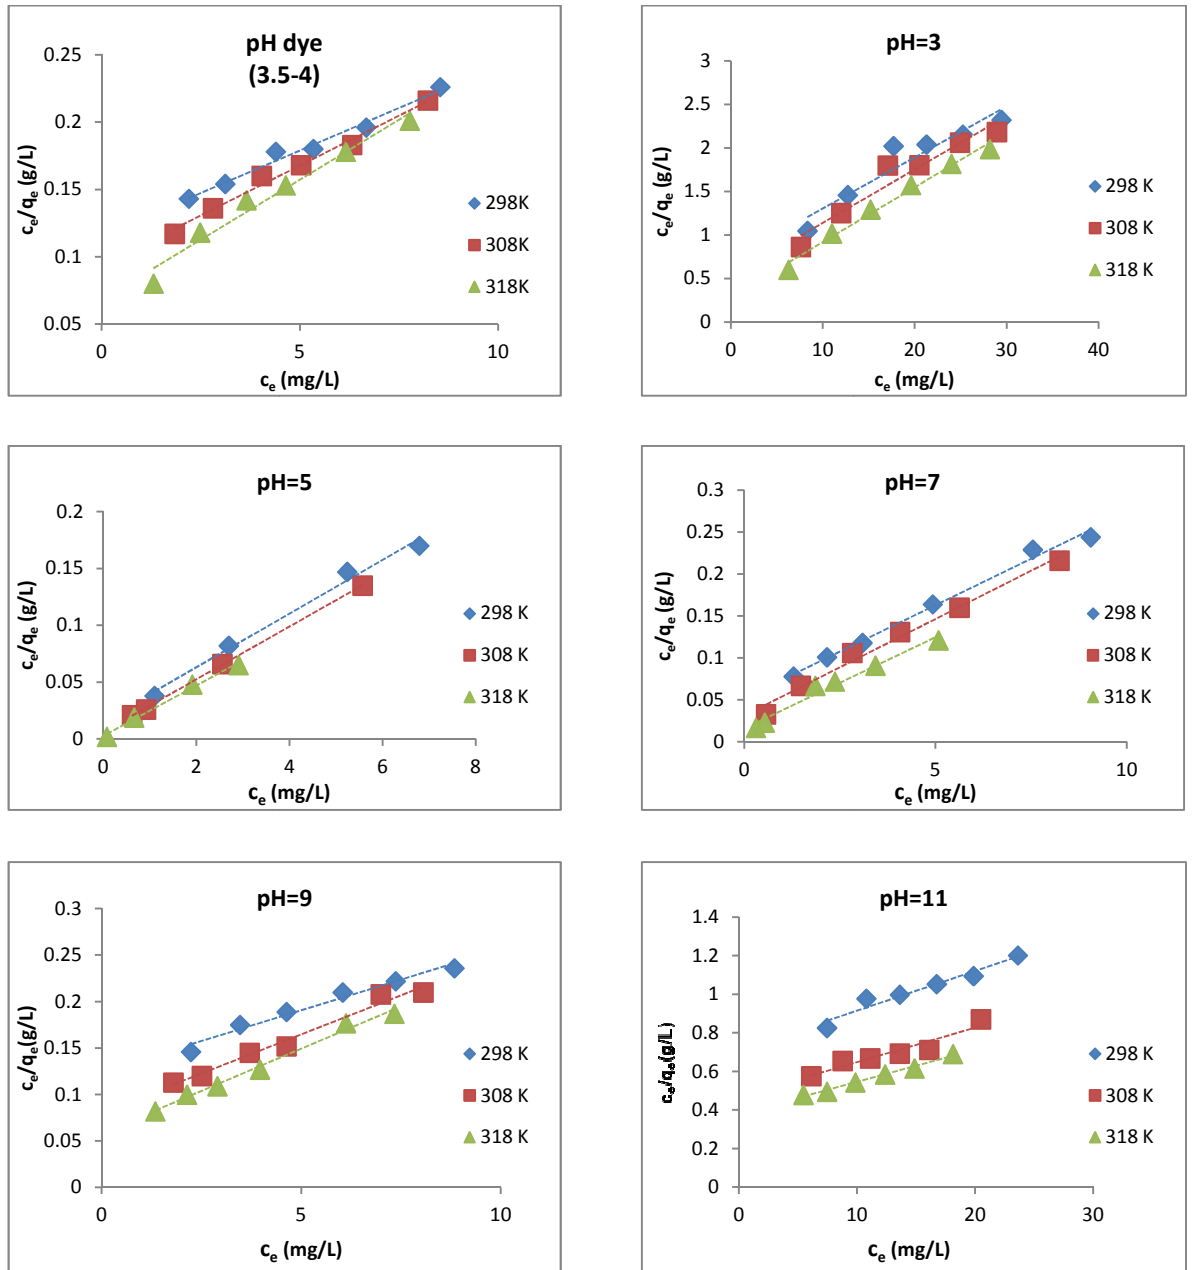 pH dye
(3.5-4)
0.25
0.2
0.15
0.1
0.05
0
5
10
cₑ/qₑ (g/L)
cₑ (mg/L)
298K
308K
318K
pH=3
3
2.5
2
1.5
1
0.5
0
0
10
20
30
40
cₑ/qₑ (g/L)
cₑ (mg/L)
298 K
308 K
318 K
pH=5
0.2
0.15
0.1
0.05
0
0
2
4
6
8
cₑ/qₑ (g/L)
cₑ (mg/L)
298 K
308 K
318 K
pH=7
0.3
0.25
0.2
0.15
0.1
0.05
0
0
5
10
cₑ/qₑ (g/L)
cₑ (mg/L)
298 K
308 K
318 K
pH=9
0.3
0.25
0.2
0.15
0.1
0.05
0
0
5
10
cₑ/qₑ(g/L)
cₑ (mg/L)
298 K
308 K
318 K
pH=11
1.4
1.2
1
0.8
0.6
0.4
0.2
0
0
10
20
30
cₑ/qₑ(g/L)
cₑ (mg/L)
298 K
308 K
318 K